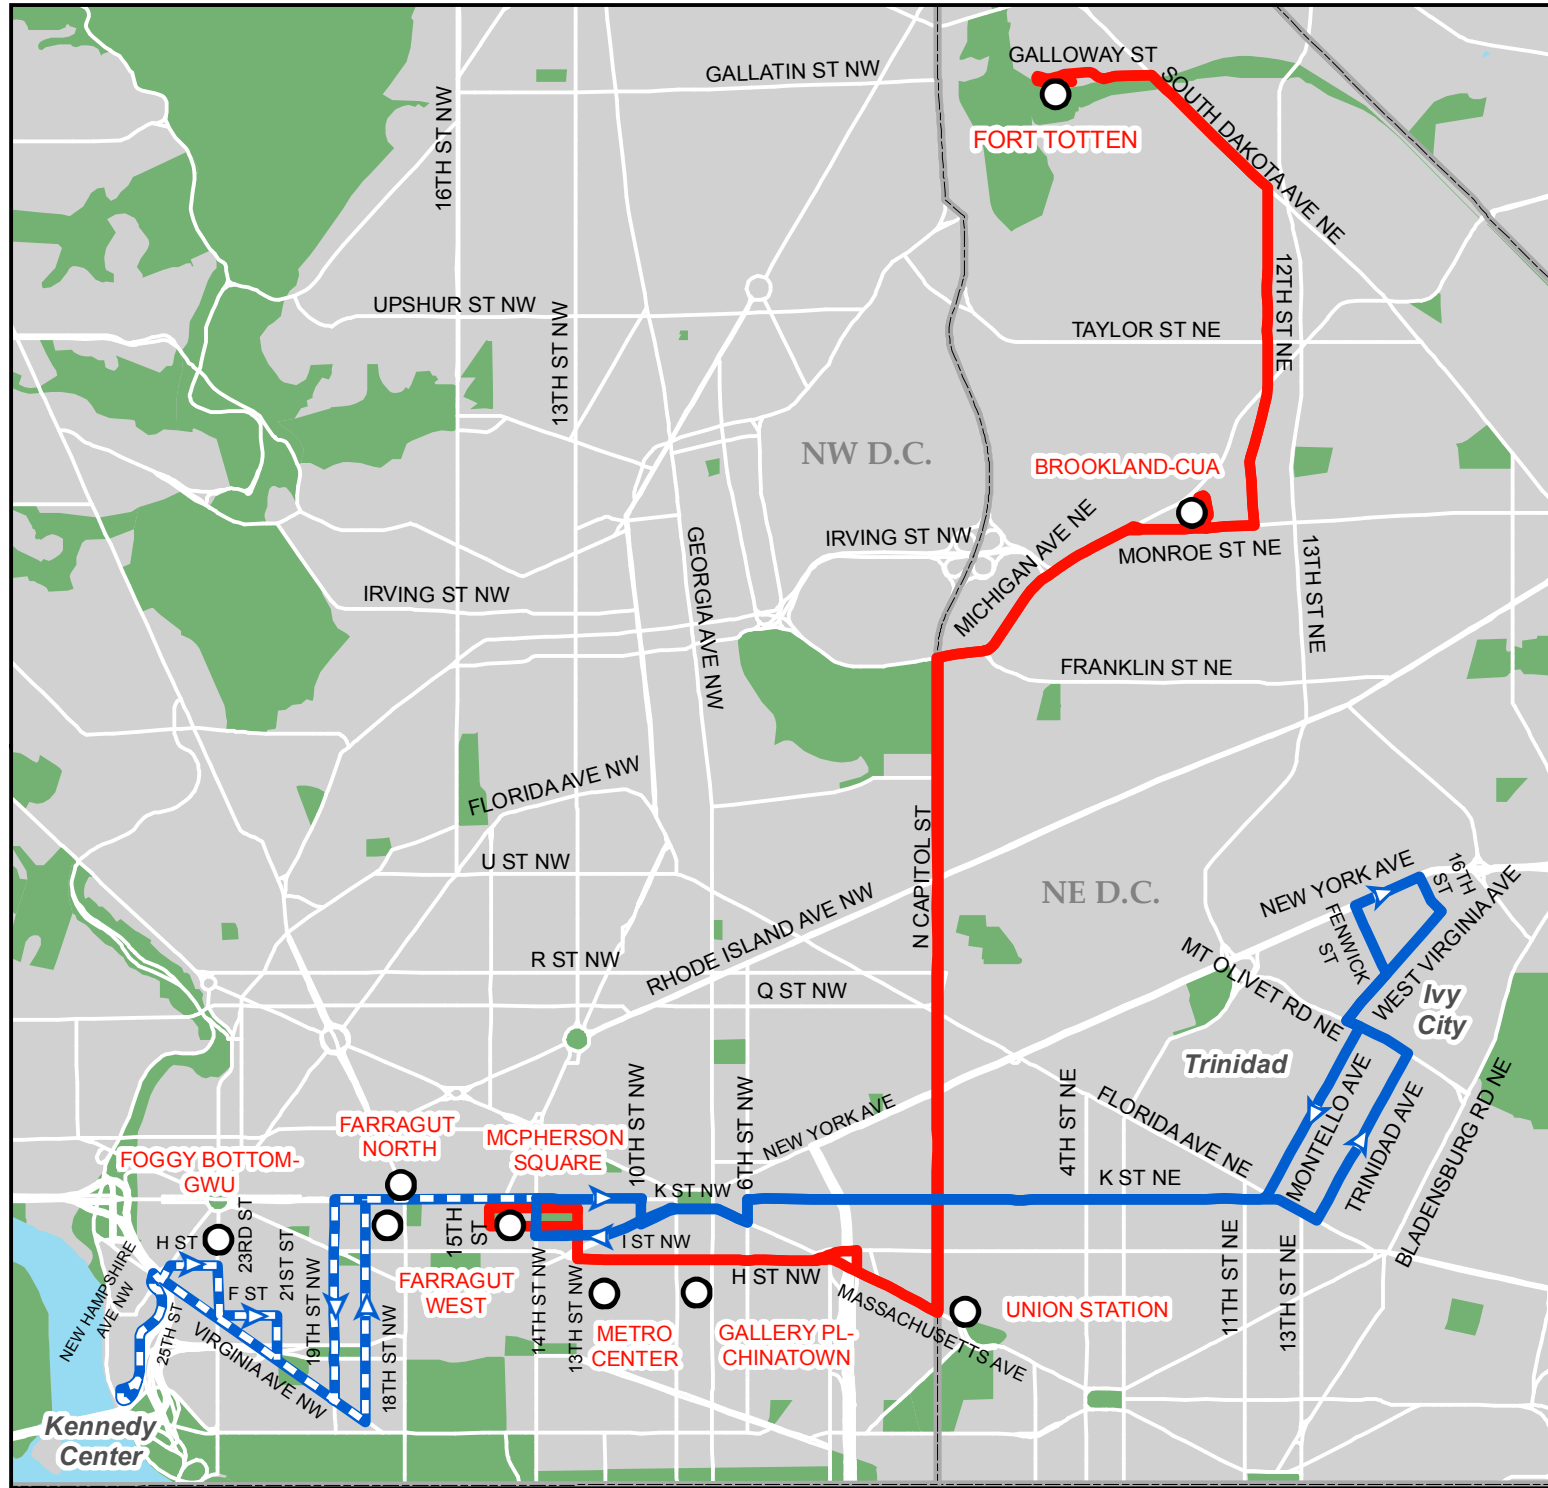 GALLOWAY ST
GALLATIN ST NW
16TH ST NW
SOUTH DAKOTA AVE NE
FORT TOTTEN
UPSHUR ST NW
13TH ST NW
12TH ST NE
TAYLOR ST NE
NW D.C.
BROOKLAND-CUA
IRVING ST NW
MICHIGAN AVE NE
MONROE ST NE
GEORGIA AVE NW
13TH ST NE
IRVING ST NW
FRANKLIN ST NE
FLORIDA AVE NW
N CAPITOL ST
U ST NW
NE D.C.
NEW YORK AVE
16TH
ST
FENWICK
ST
WEST VIRGINIA AVE
RHODE ISLAND AVE NW
R ST NW
Q ST NW
MT OLIVET RD NE
Ivy
City
Trinidad
10TH ST NW
6TH ST NW
NEW YORK AVE
4TH ST NE
FLORIDA AVE NE
MONTELLO AVE
TRINIDAD AVE
BLADENSBURG RD NE
FARRAGUT
NORTH
MCPHERSON
SQUARE
FOGGY BOTTOM-
GWU
K ST NW
K ST NE
23RD ST
H ST
21ST ST
15TH
ST
I ST NW
F ST
19TH ST NW
18TH ST NW
FARRAGUT
WEST
14TH ST NW
13TH ST NW
H ST NW
MASSACHUSETTS AVE
UNION STATION
11TH ST NE
13TH ST NE
NEW HAMPSHIRE
AVE NW
25TH ST
VIRGINIA AVE NW
METRO
CENTER
GALLERY PL-
CHINATOWN
Kennedy
Center